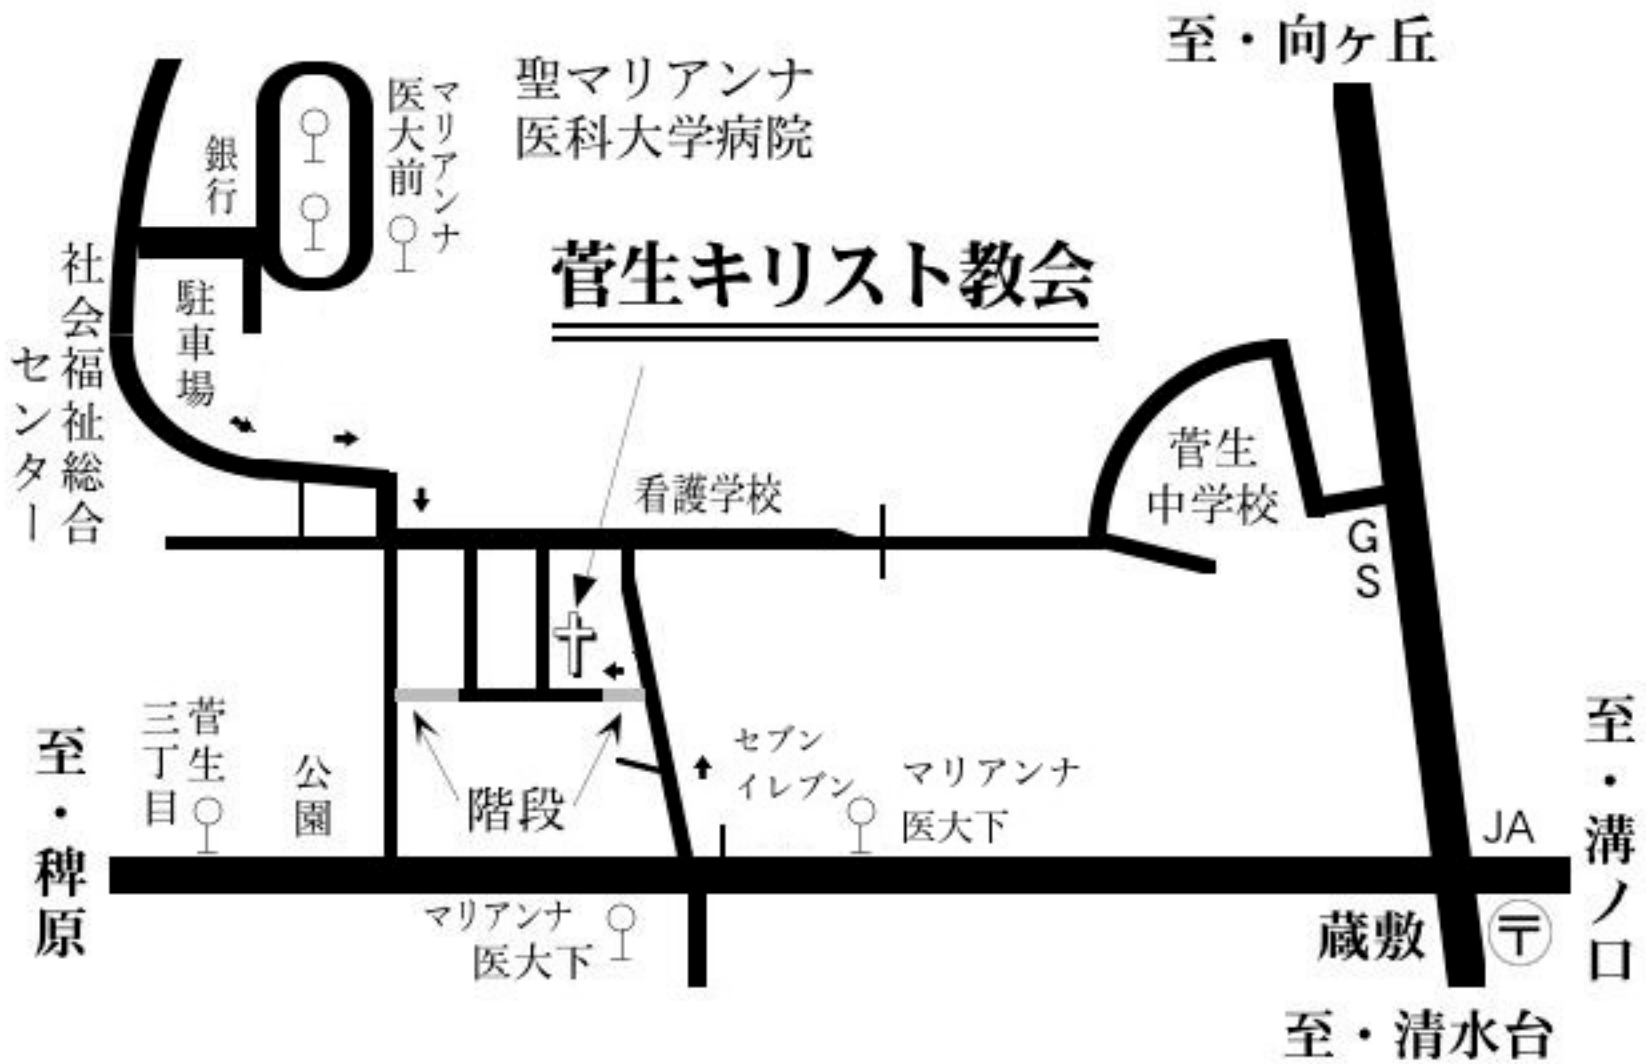 至・向ヶ丘
聖マリアンナ
医科大学病院
マリアンナ
医大前
銀行
菅生キリスト教会
社会福祉総合
センター
駐車場
看護学校
菅生
中学校
GS
至・稗原
菅生
三丁目
公園
階段
セブン
イレブン
マリアンナ
医大下
JA
至・溝ノ口
マリアンナ
医大下
蔵敷
〒
至・清水台